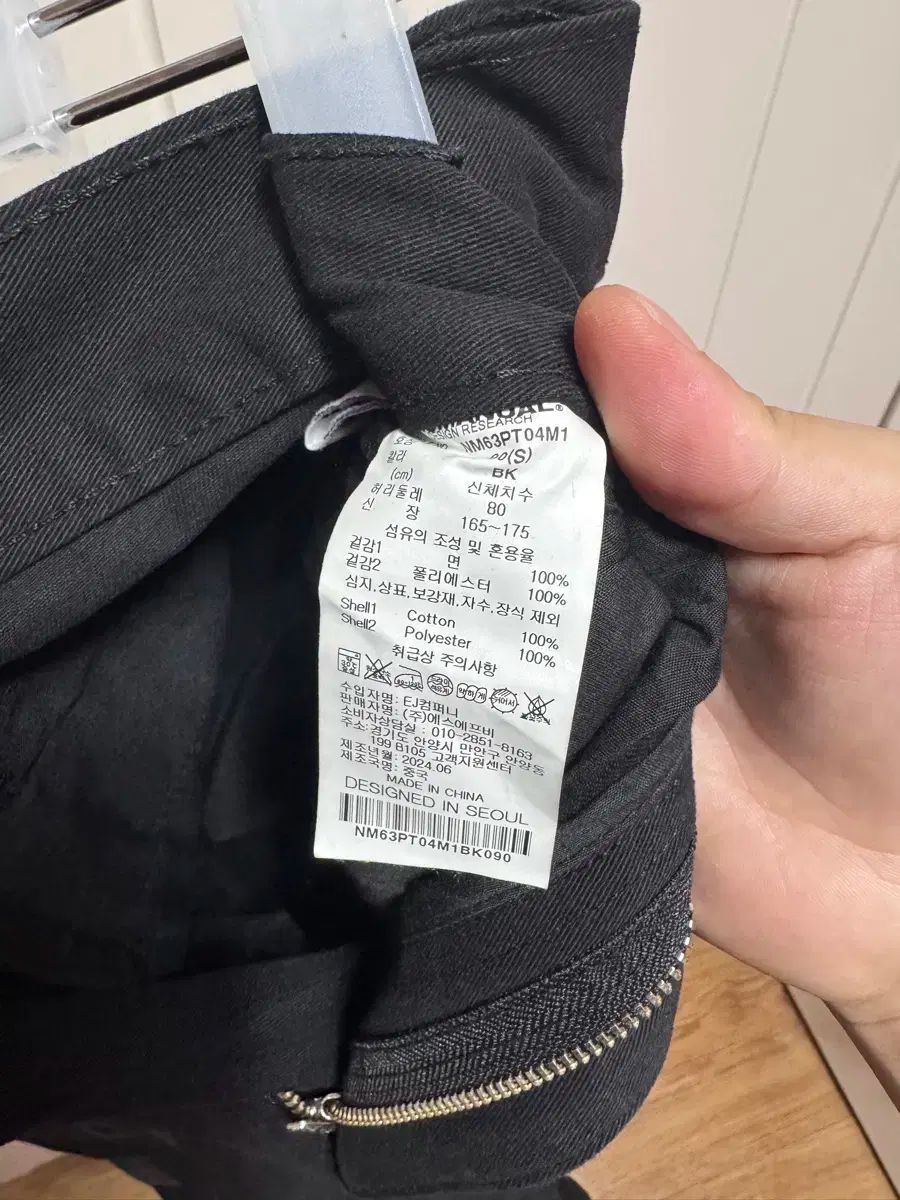 DESIGN RESEARCH
NM63PT04M1
(S)
컬러 BK
(cm) 신체치수
허리둘레 80
신 장 165~175
섬유의 조성 및 혼용율
겉감1 면 100%
겉감2 폴리에스터 100%
심지,상표,보강재,자수,장식 제외
Shell1 Cotton 100%
Shell2 Polyester 100%
취급상 주의사항
수입자명: EJ컴퍼니
판매자명: (주)에스에프비
소비자상담실: 010-2851-8163
주소:경기도 안양시 만안구 안양동
199 B105 고객지원센터
제조년월: 2024.06
제조국명: 중국
MADE IN CHINA
DESIGNED IN SEOUL
NM63PT04M1BK090